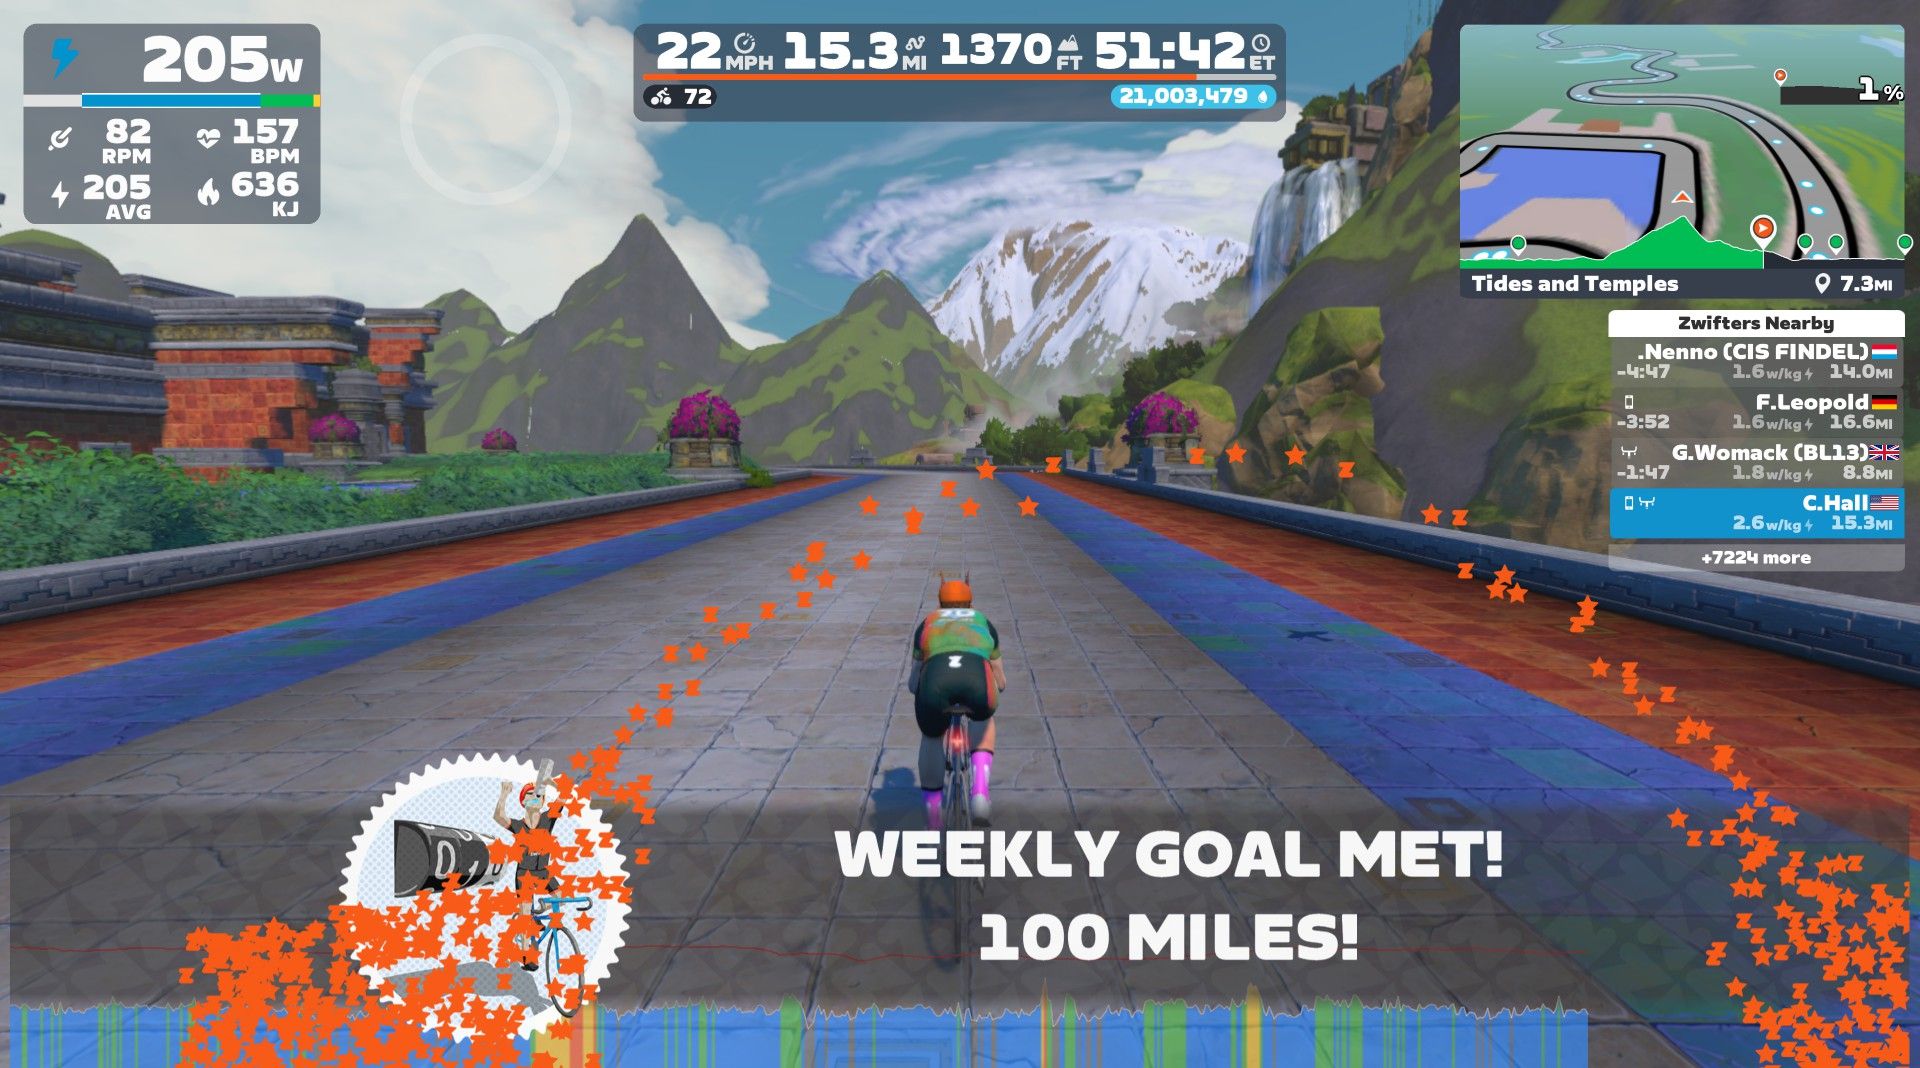 205w
82 RPM
157 BPM
205 AVG
636 KJ
22 MPH 15.3 MI 1370 FT 51:42 ET
72
21,003,479
1%
Tides and Temples 7.3MI
Zwifters Nearby
.Nenno (CIS FINDEL)
-4:47 1.6w/kg 14.0MI
F.Leopold
-3:52 1.6w/kg 16.6MI
G.Womack (BL13)
-1:47 1.8w/kg 8.8MI
C.Hall
2.6w/kg 15.3MI
+7224 more
WEEKLY GOAL MET!
100 MILES!